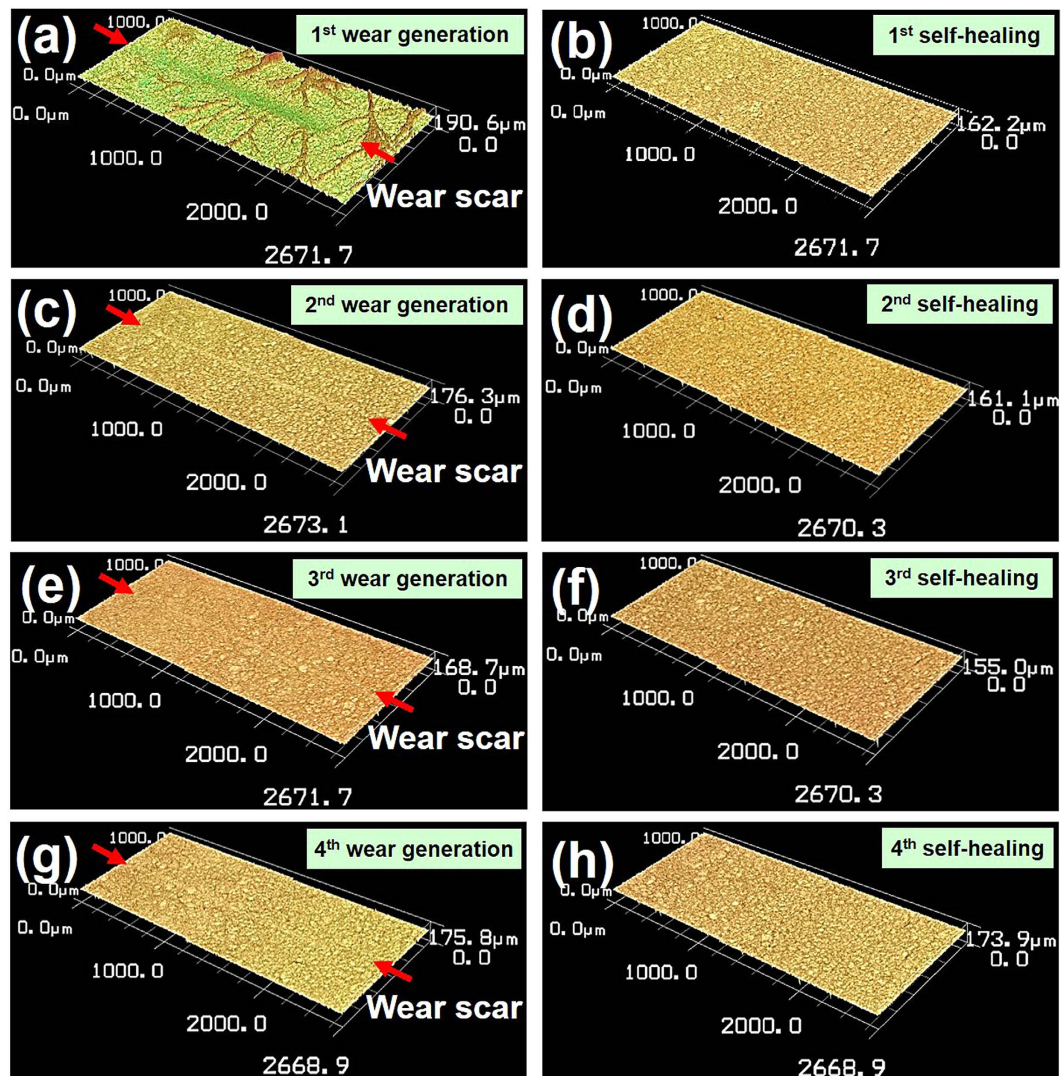 (a)
1st wear generation
1000.0
0.0µm
0.0µm
1000.0
2000.0
2671.7
190.6µm
0.0
Wear scar
(b)
1st self-healing
1000.0
0.0µm
0.0µm
1000.0
2000.0
2671.7
162.2µm
0.0
(c)
2nd wear generation
1000.0
0.0µm
0.0µm
1000.0
2000.0
2673.1
176.3µm
0.0
Wear scar
(d)
2nd self-healing
1000.0
0.0µm
0.0µm
1000.0
2000.0
2670.3
161.1µm
0.0
(e)
3rd wear generation
1000.0
0.0µm
0.0µm
1000.0
2000.0
2671.7
168.7µm
0.0
Wear scar
(f)
3rd self-healing
1000.0
0.0µm
0.0µm
1000.0
2000.0
2670.3
155.0µm
0.0
(g)
4th wear generation
1000.0
0.0µm
0.0µm
1000.0
2000.0
2668.9
175.8µm
0.0
Wear scar
(h)
4th self-healing
1000.0
0.0µm
0.0µm
1000.0
2000.0
2668.9
173.9µm
0.0